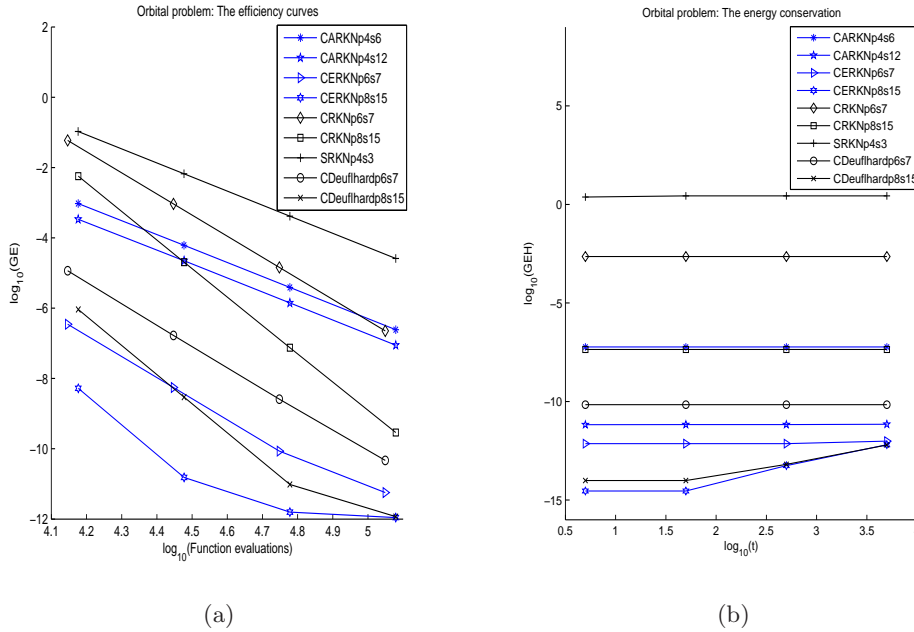 Orbital problem: The efficiency curves
2
0
−2
−4
−6
−8
−10
−12
log10(GE)
4.1 4.2 4.3 4.4 4.5 4.6 4.7 4.8 4.9 5
log10(Function evaluations)
CARKNp4s6
CARKNp4s12
CERKNp6s7
CERKNp8s15
CRKNp6s7
CRKNp8s15
SRKNp4s3
CDeuflhardp6s7
CDeuflhardp8s15
(a)
Orbital problem: The energy conservation
5
0
−5
−10
−15
log10(GEH)
0.5 1 1.5 2 2.5 3 3.5
log10(t)
CARKNp4s6
CARKNp4s12
CERKNp6s7
CERKNp8s15
CRKNp6s7
CRKNp8s15
SRKNp4s3
CDeuflhardp6s7
CDeuflhardp8s15
(b)